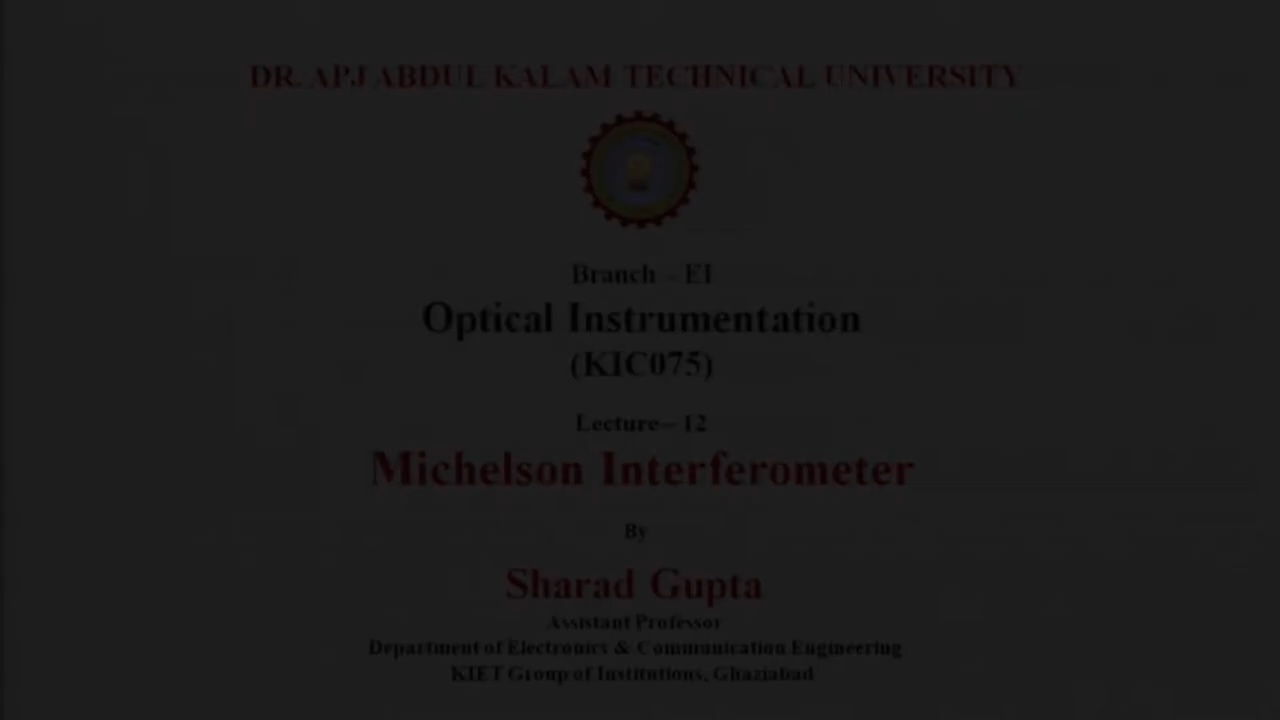 DR. APJ ABDUL KALAM TECHNICAL UNIVERSITY
Branch – EI
Optical Instrumentation
(KIC075)
Lecture– 12
Michelson Interferometer
By
Sharad Gupta
Assistant Professor
Department of Electronics & Communication Engineering
KIET Group of Institutions, Ghaziabad